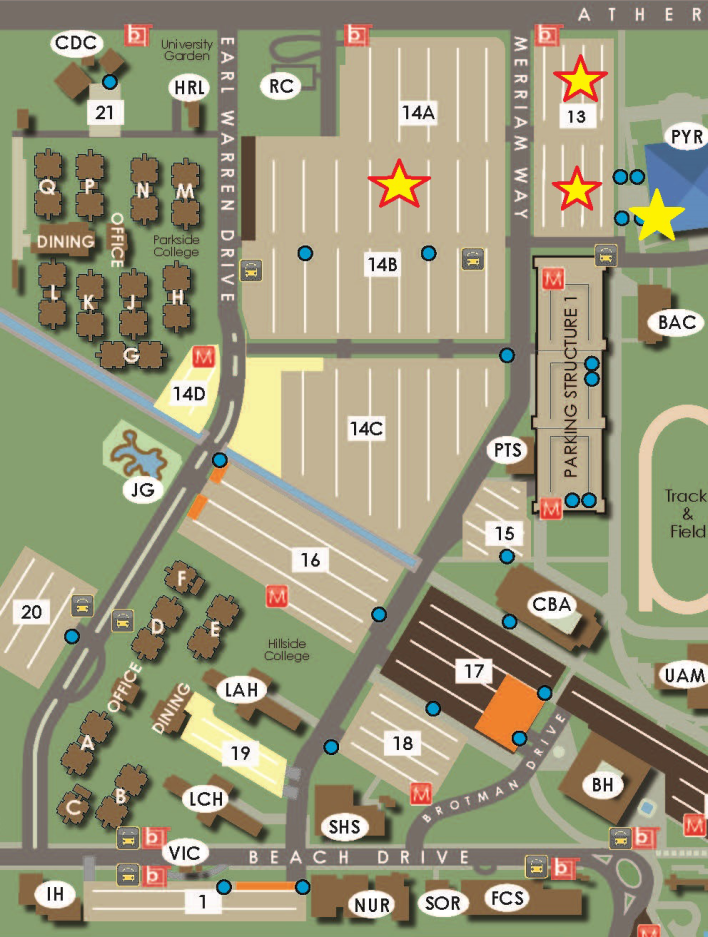 ATHER
CDC
b
University
Garden
b
b
HRL
RC
21
14A
13
EARL WARREN DRIVE
MERRIAM WAY
PYR
Q
P
N
M
OFFICE
DINING
Parkside
College
L
K
J
H
G
14B
M
BAC
PARKING STRUCTURE 1
M
14D
14C
PTS
JG
Track
&
Field
M
15
16
F
20
D
E
M
CBA
Hillside
College
17
UAM
OFFICE
DINING
LAH
A
19
18
B
C
LCH
M
BROTMAN DRIVE
BH
SHS
M
b
VIC
BEACH DRIVE
b
b
b
IH
1
NUR
SOR
FCS
M